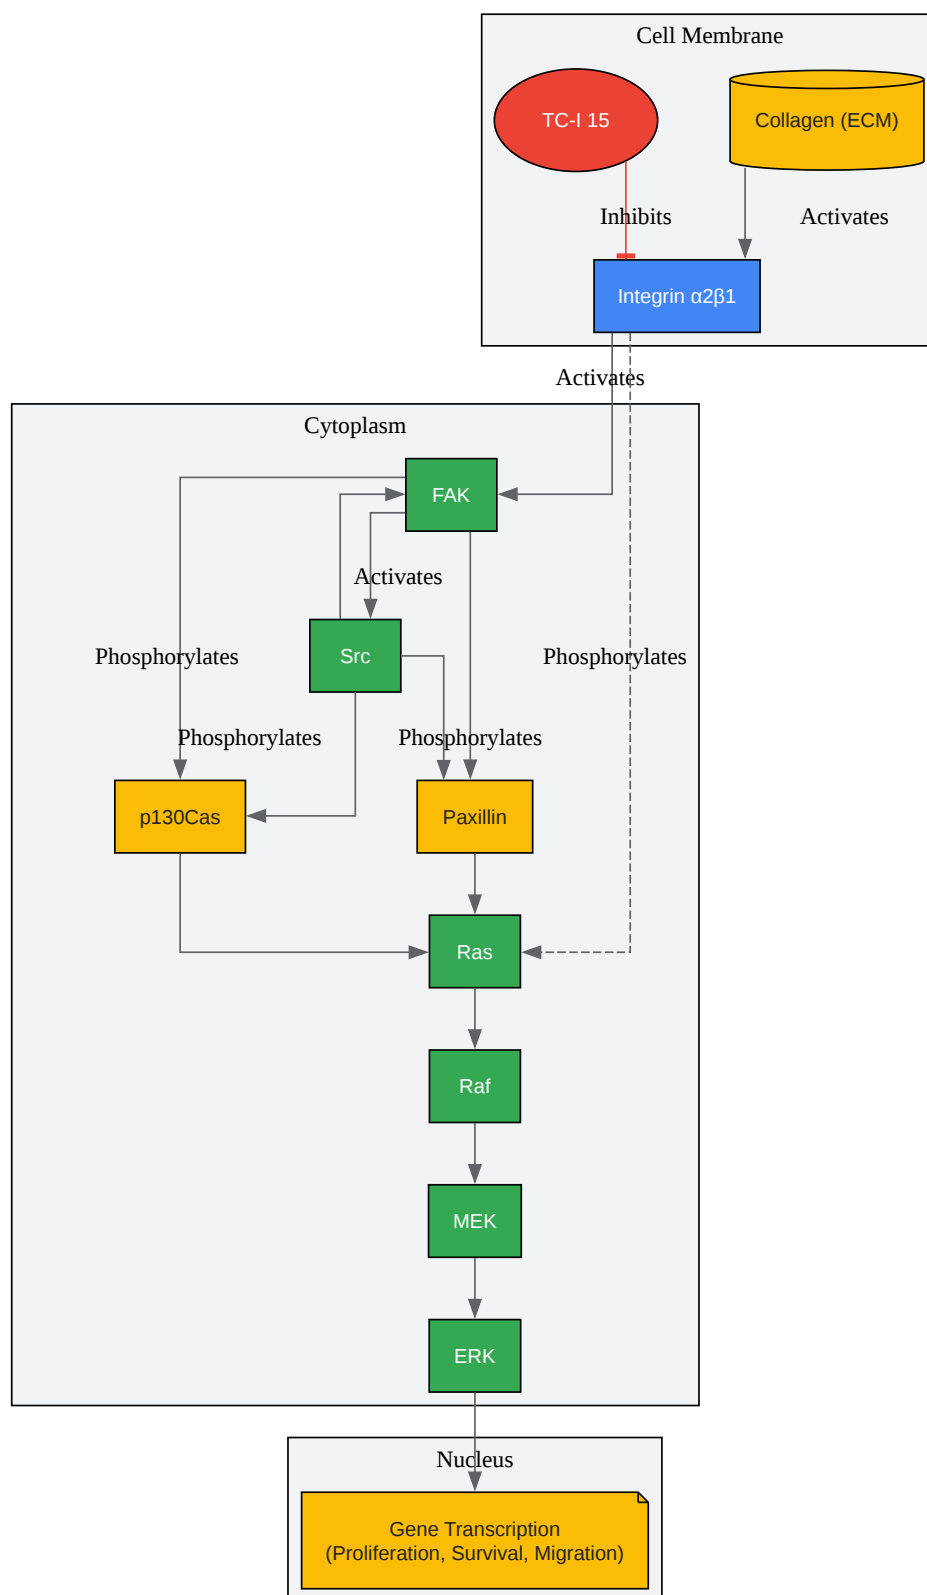 Cell Membrane
TC-I 15
Collagen (ECM)
Inhibits
Activates
Integrin α2β1
Activates
Cytoplasm
FAK
Activates
Src
Phosphorylates
Phosphorylates
Phosphorylates
Phosphorylates
p130Cas
Paxillin
Ras
Raf
MEK
ERK
Nucleus
Gene Transcription
(Proliferation, Survival, Migration)